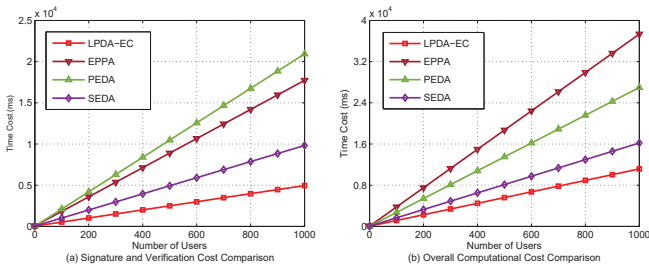 x 10^4
2.5
2
1.5
1
0.5
0
0 200 400 600 800 1000
Time Cost (ms)
LPDA-EC
EPPA
PEDA
SEDA
Number of Users
(a) Signature and Verification Cost Comparison
x 10^4
4
3.2
2.4
1.6
0.8
0
0 200 400 600 800 1000
Time Cost (ms)
LPDA-EC
EPPA
PEDA
SEDA
Number of Users
(b) Overall Computational Cost Comparison